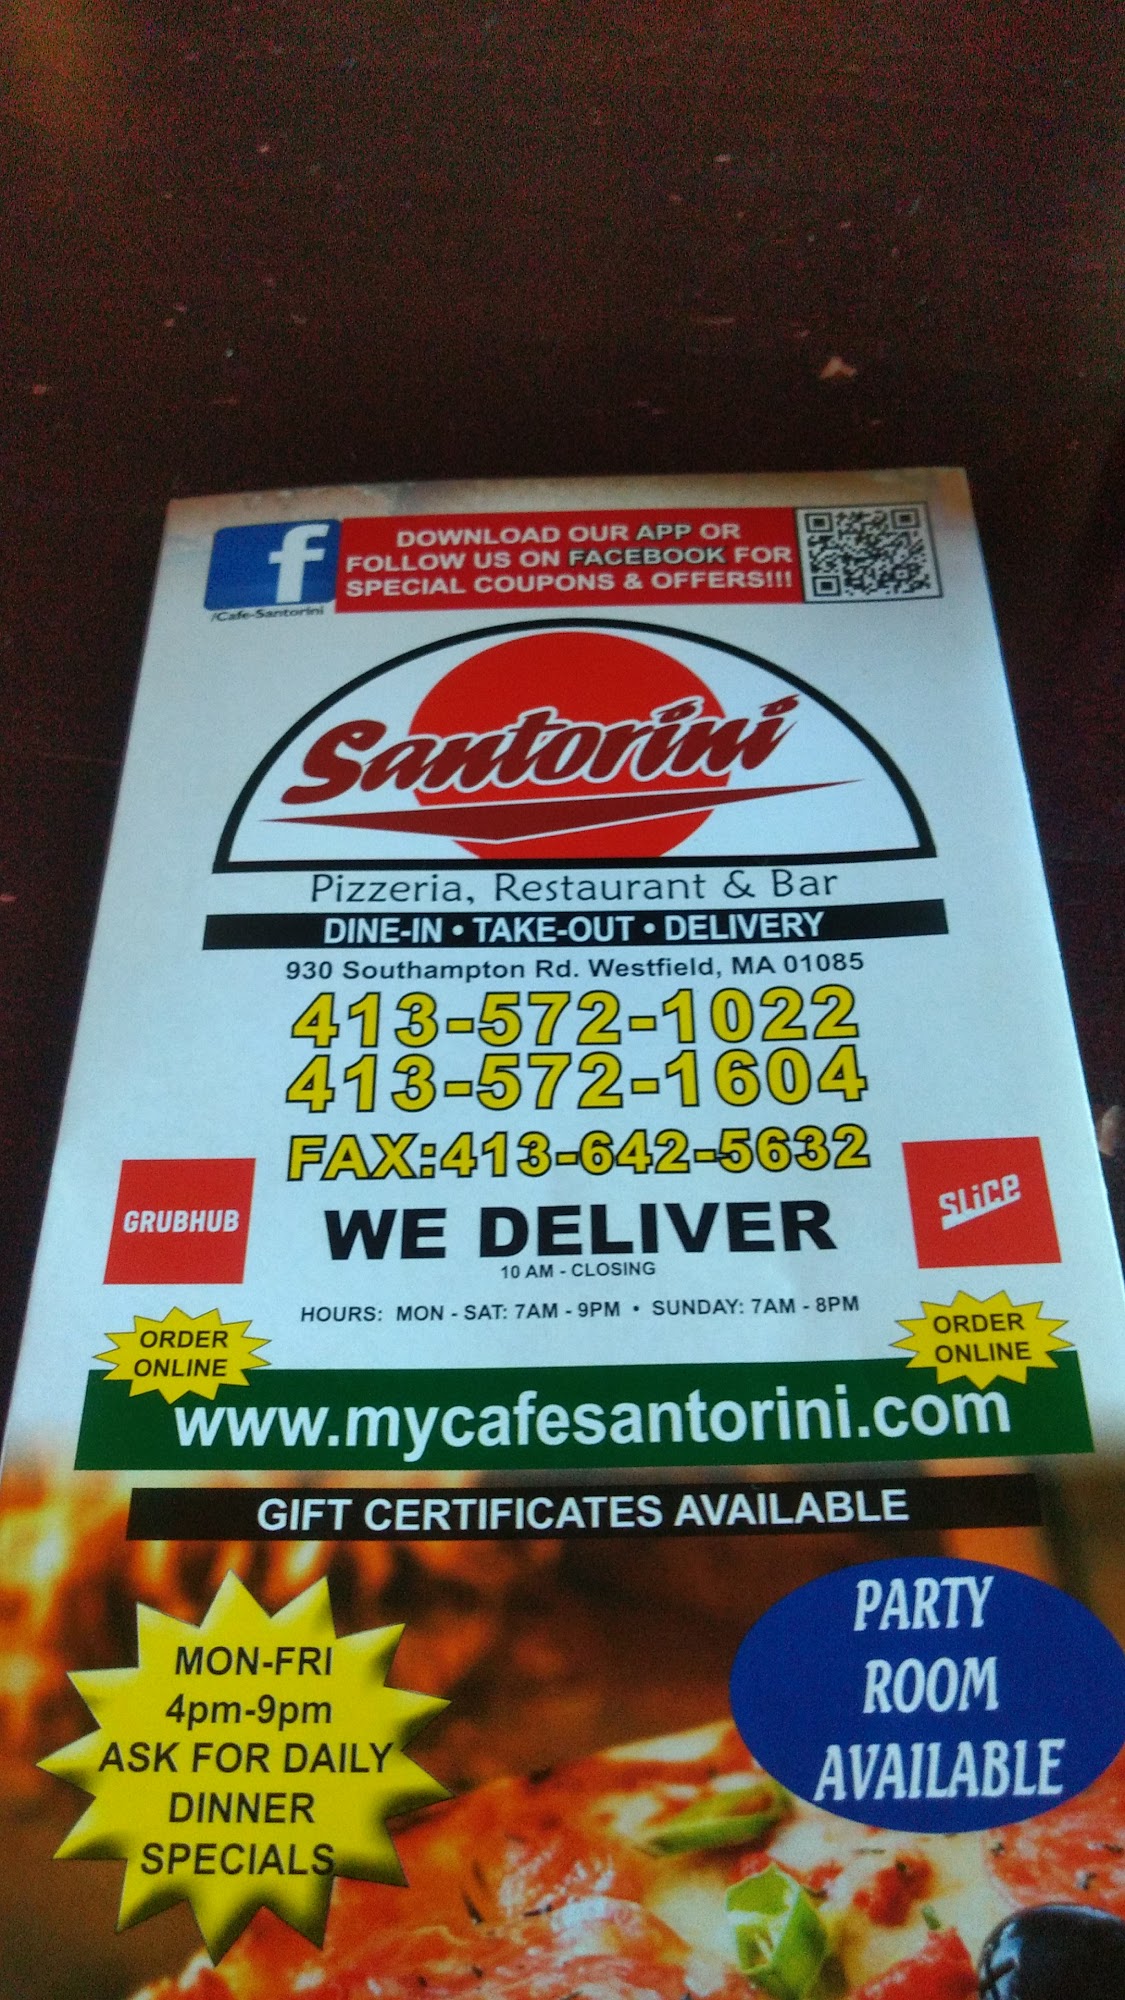 f
/Cafe-Santorini
DOWNLOAD OUR APP OR
FOLLOW US ON FACEBOOK FOR
SPECIAL COUPONS & OFFERS!!!
Santorini
Pizzeria, Restaurant & Bar
DINE-IN • TAKE-OUT • DELIVERY
930 Southampton Rd. Westfield, MA 01085
413-572-1022
413-572-1604
FAX:413-642-5632
GRUBHUB
WE DELIVER
SLiCe
10 AM - CLOSING
HOURS: MON - SAT: 7AM - 9PM • SUNDAY: 7AM - 8PM
ORDER
ONLINE
ORDER
ONLINE
www.mycafesantorini.com
GIFT CERTIFICATES AVAILABLE
MON-FRI
4pm-9pm
ASK FOR DAILY
DINNER
SPECIALS
PARTY
ROOM
AVAILABLE